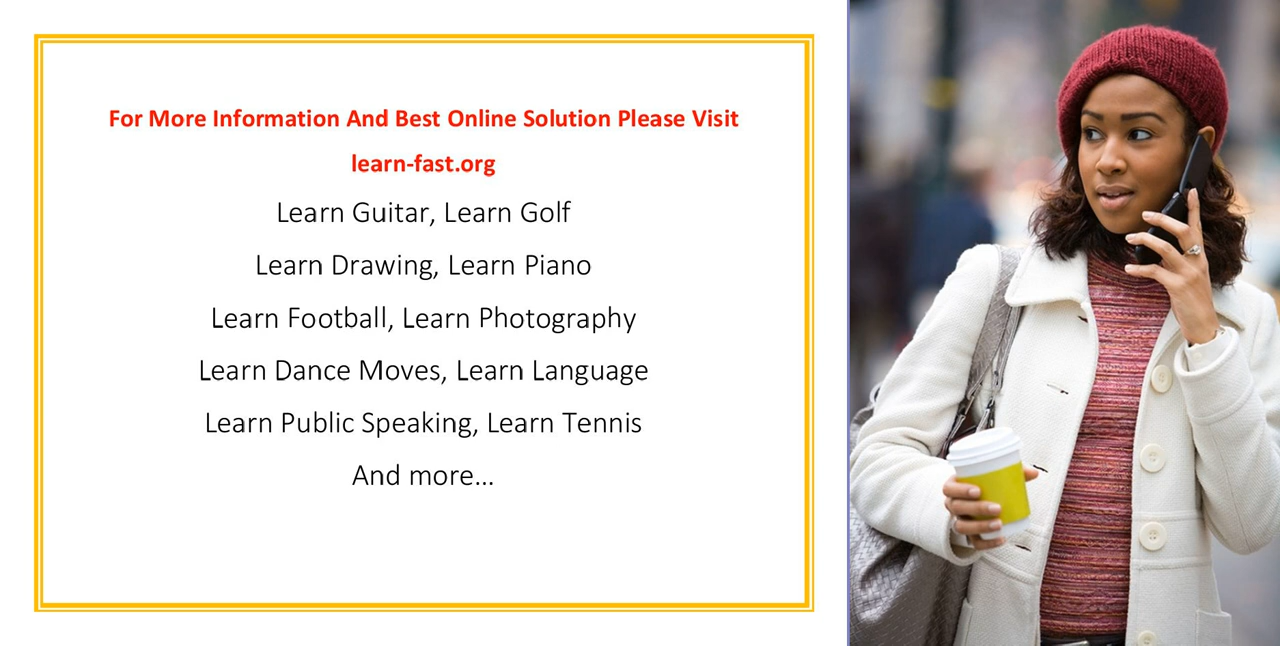 For More Information And Best Online Solution Please Visit
learn-fast.org
Learn Guitar, Learn Golf
Learn Drawing, Learn Piano
Learn Football, Learn Photography
Learn Dance Moves, Learn Language
Learn Public Speaking, Learn Tennis
And more…